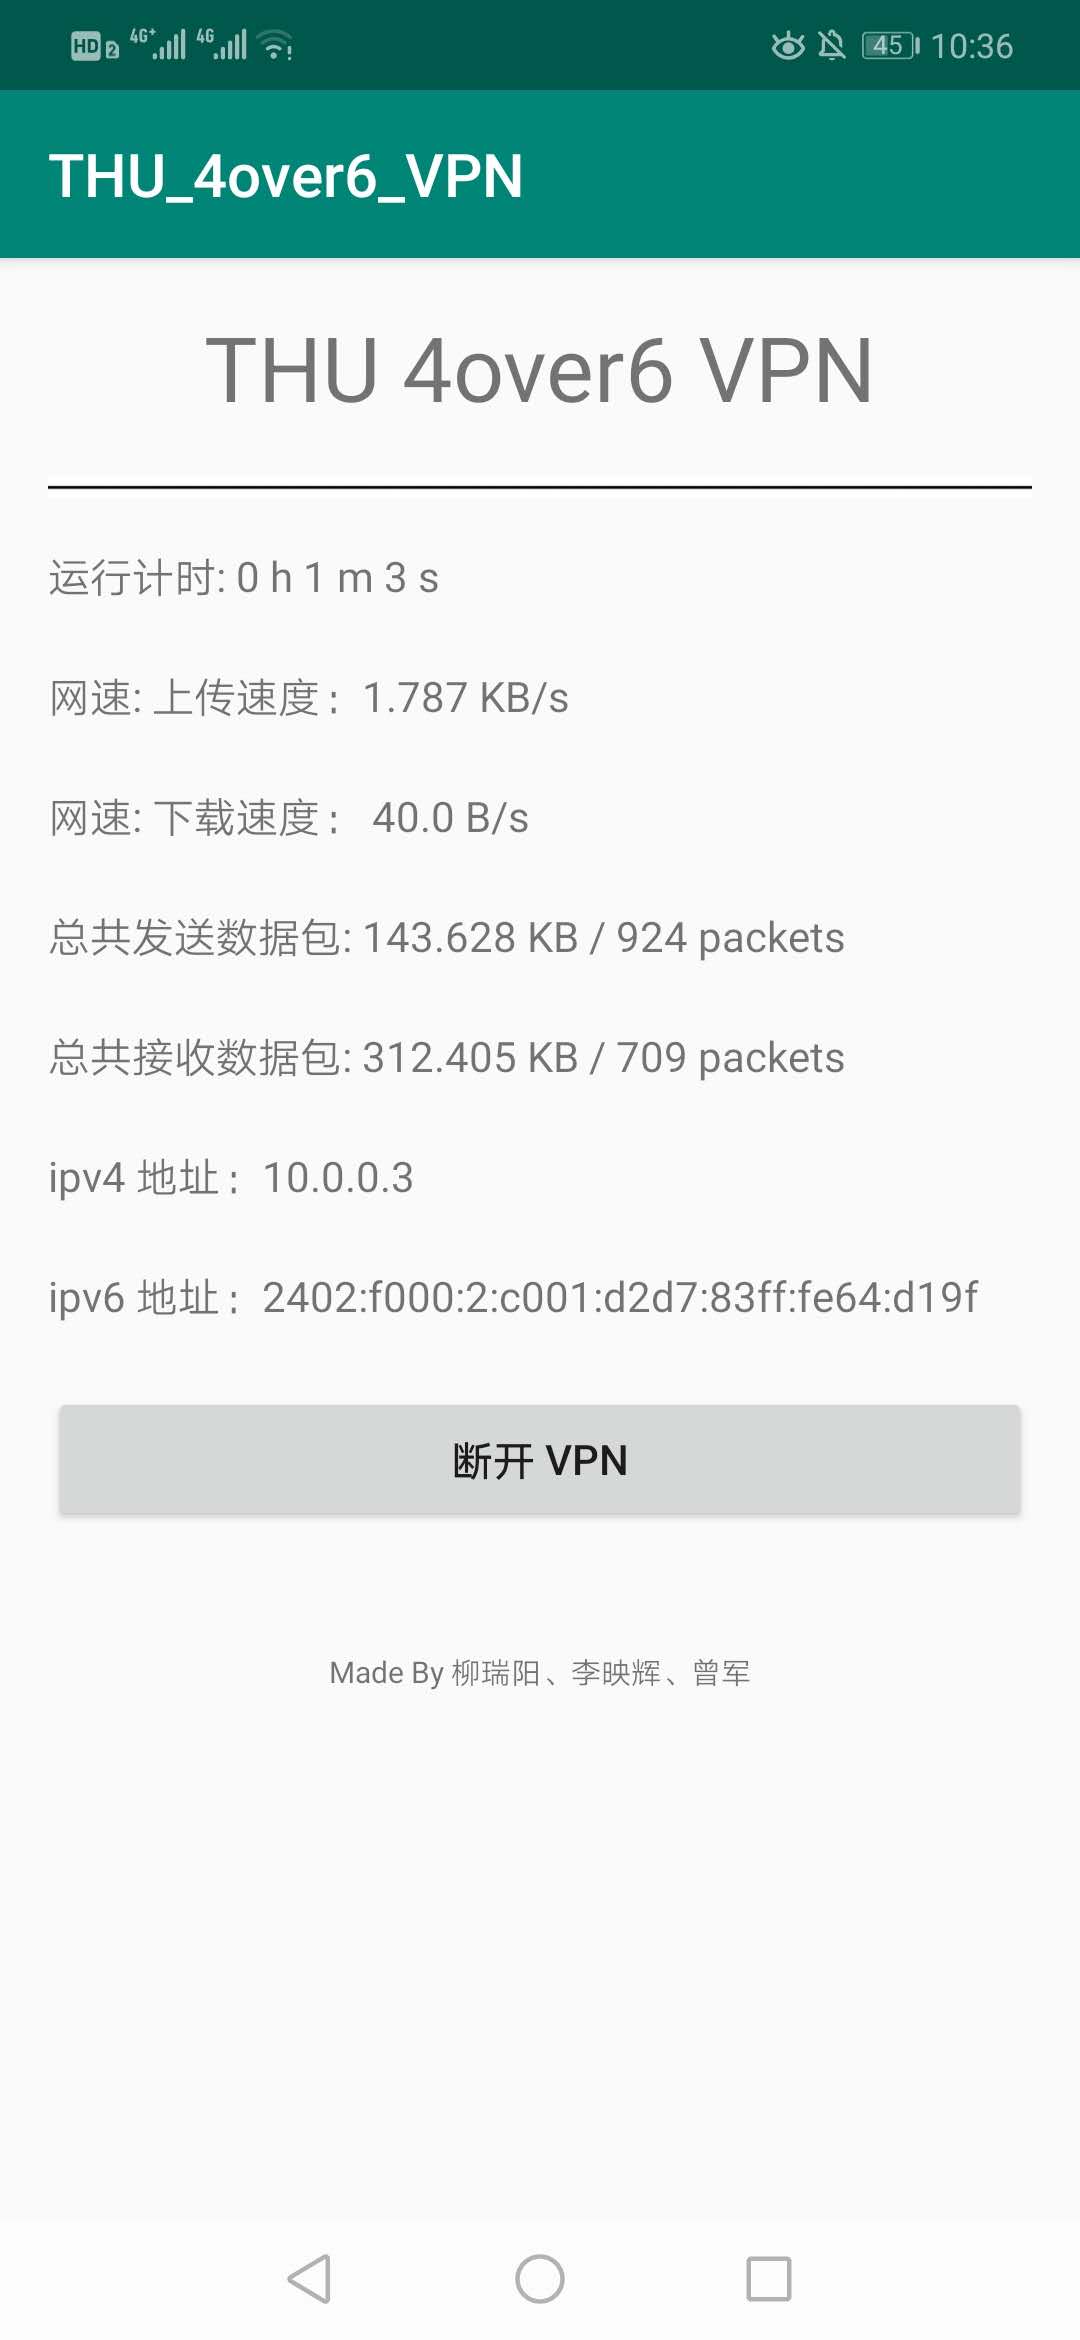 HD 2 4G+ 4G 45 10:36
THU_4over6_VPN
THU 4over6 VPN
运行计时: 0 h 1 m 3 s
网速: 上传速度： 1.787 KB/s
网速: 下载速度： 40.0 B/s
总共发送数据包: 143.628 KB / 924 packets
总共接收数据包: 312.405 KB / 709 packets
ipv4 地址： 10.0.0.3
ipv6 地址： 2402:f000:2:c001:d2d7:83ff:fe64:d19f
断开 VPN
Made By 柳瑞阳、李映辉、曾军